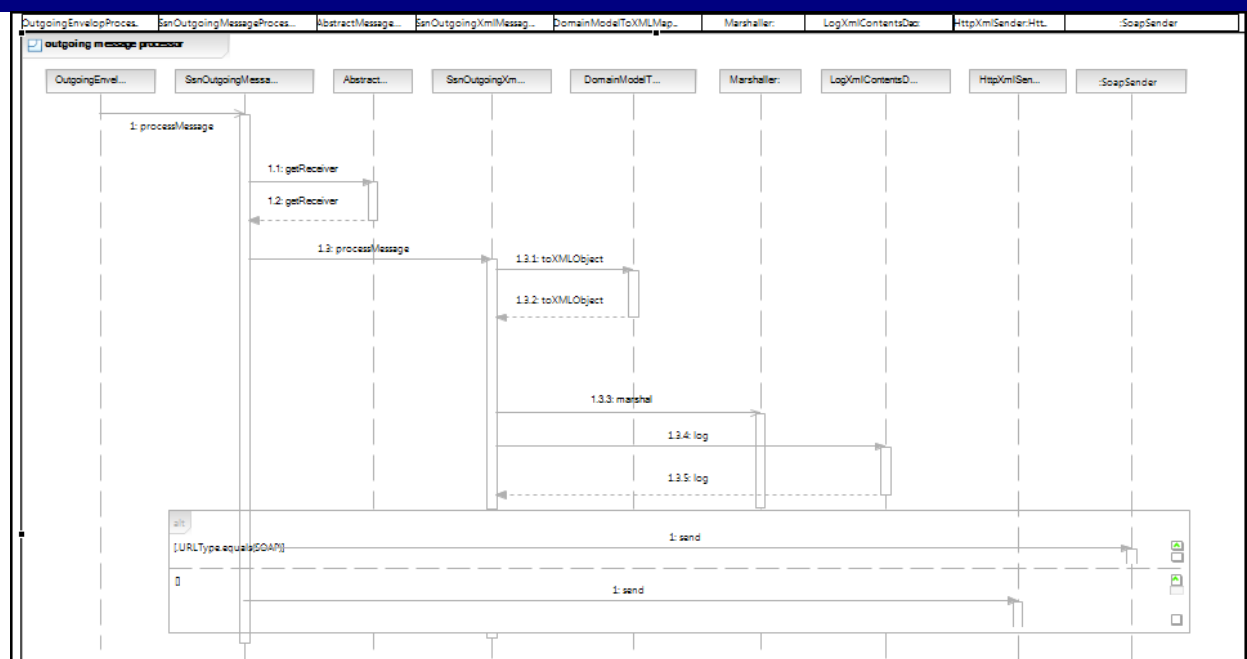 OutgoingEnvelopProces... SsnOutgoingMessageProces... AbstractMessage... SsnOutgoingXmlMessag... DomainModelToXMLMap... Marshaller: LogXmlContentsDao: HttpXmlSender:Htt... :SoapSender
outgoing message processor
OutgoingEnvel... SsnOutgoingMessa... Abstract... SsnOutgoingXm... DomainModelT... Marshaller: LogXmlContentsD... HttpXmlSen... :SoapSender
1: processMessage
1.1: getReceiver
1.2: getReceiver
1.3: processMessage
1.3.1: toXMLObject
1.3.2: toXMLObject
1.3.3: marshal
1.3.4: log
1.3.5: log
alt
1: send
[.URLType.equals(SOAP)]
[]
1: send